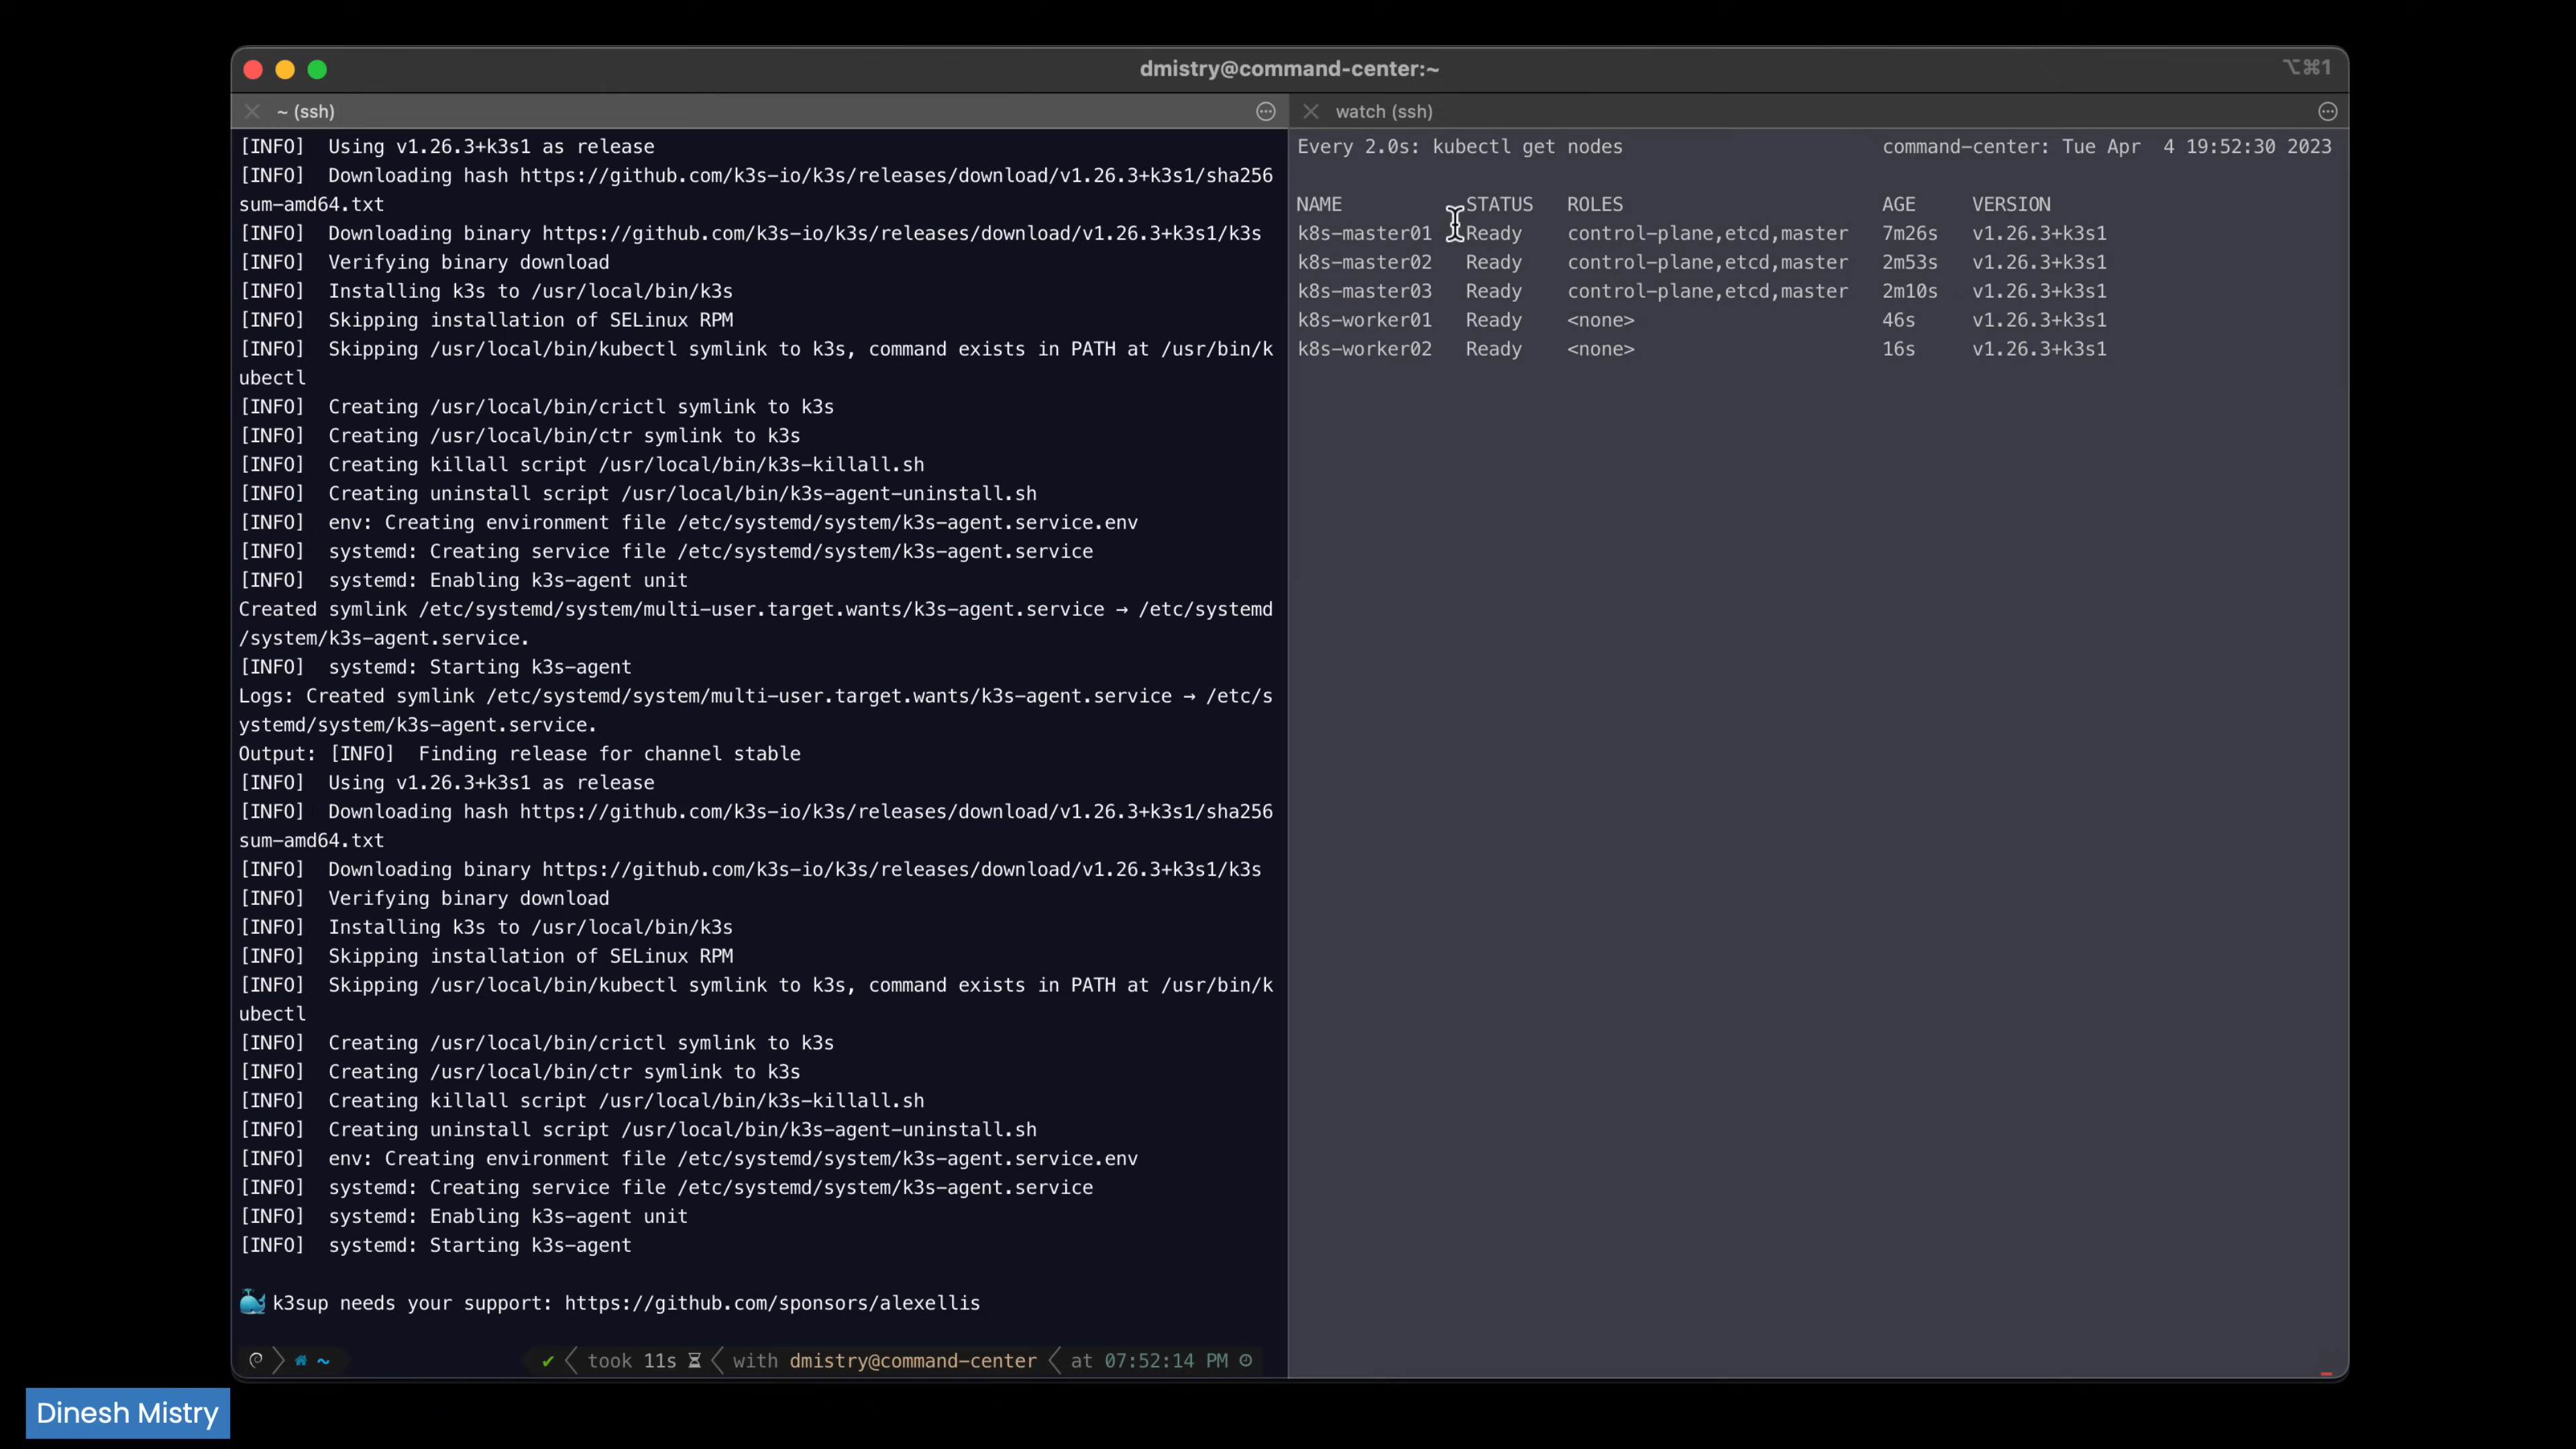 dmistry@command-center:~
⌥⌘1
~ (ssh)
[INFO]  Using v1.26.3+k3s1 as release
[INFO]  Downloading hash https://github.com/k3s-io/k3s/releases/download/v1.26.3+k3s1/sha256
sum-amd64.txt
[INFO]  Downloading binary https://github.com/k3s-io/k3s/releases/download/v1.26.3+k3s1/k3s
[INFO]  Verifying binary download
[INFO]  Installing k3s to /usr/local/bin/k3s
[INFO]  Skipping installation of SELinux RPM
[INFO]  Skipping /usr/local/bin/kubectl symlink to k3s, command exists in PATH at /usr/bin/k
ubectl
[INFO]  Creating /usr/local/bin/crictl symlink to k3s
[INFO]  Creating /usr/local/bin/ctr symlink to k3s
[INFO]  Creating killall script /usr/local/bin/k3s-killall.sh
[INFO]  Creating uninstall script /usr/local/bin/k3s-agent-uninstall.sh
[INFO]  env: Creating environment file /etc/systemd/system/k3s-agent.service.env
[INFO]  systemd: Creating service file /etc/systemd/system/k3s-agent.service
[INFO]  systemd: Enabling k3s-agent unit
Created symlink /etc/systemd/system/multi-user.target.wants/k3s-agent.service → /etc/systemd
/system/k3s-agent.service.
[INFO]  systemd: Starting k3s-agent
Logs: Created symlink /etc/systemd/system/multi-user.target.wants/k3s-agent.service → /etc/s
ystemd/system/k3s-agent.service.
Output: [INFO]  Finding release for channel stable
[INFO]  Using v1.26.3+k3s1 as release
[INFO]  Downloading hash https://github.com/k3s-io/k3s/releases/download/v1.26.3+k3s1/sha256
sum-amd64.txt
[INFO]  Downloading binary https://github.com/k3s-io/k3s/releases/download/v1.26.3+k3s1/k3s
[INFO]  Verifying binary download
[INFO]  Installing k3s to /usr/local/bin/k3s
[INFO]  Skipping installation of SELinux RPM
[INFO]  Skipping /usr/local/bin/kubectl symlink to k3s, command exists in PATH at /usr/bin/k
ubectl
[INFO]  Creating /usr/local/bin/crictl symlink to k3s
[INFO]  Creating /usr/local/bin/ctr symlink to k3s
[INFO]  Creating killall script /usr/local/bin/k3s-killall.sh
[INFO]  Creating uninstall script /usr/local/bin/k3s-agent-uninstall.sh
[INFO]  env: Creating environment file /etc/systemd/system/k3s-agent.service.env
[INFO]  systemd: Creating service file /etc/systemd/system/k3s-agent.service
[INFO]  systemd: Enabling k3s-agent unit
[INFO]  systemd: Starting k3s-agent
🐳 k3sup needs your support: https://github.com/sponsors/alexellis
~ ✔ took 11s with dmistry@command-center at 07:52:14 PM
watch (ssh)
Every 2.0s: kubectl get nodes command-center: Tue Apr  4 19:52:30 2023
NAME STATUS ROLES AGE VERSION
k8s-master01 Ready control-plane,etcd,master 7m26s v1.26.3+k3s1
k8s-master02 Ready control-plane,etcd,master 2m53s v1.26.3+k3s1
k8s-master03 Ready control-plane,etcd,master 2m10s v1.26.3+k3s1
k8s-worker01 Ready <none> 46s v1.26.3+k3s1
k8s-worker02 Ready <none> 16s v1.26.3+k3s1
Dinesh Mistry